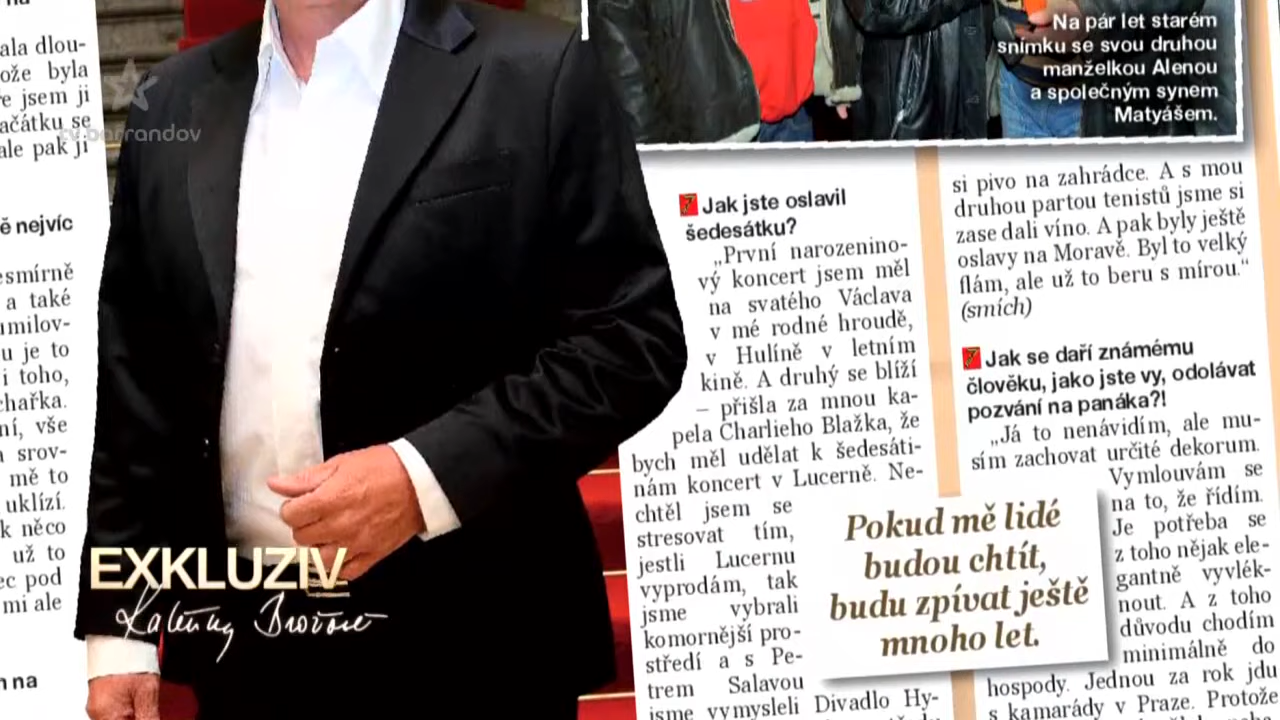 ala dlou-
ože byla
e jsem ji
ačátku se
ale pak ji
tv.barrandov
ě nejvíc
esmírně
a také
umilov-
u je to
i toho,
chařka.
ní, vše
a srov-
mě to
uklízí.
k něco
už to
ec pod
mi ale
n na
EXKLUZIV
Kateřiny Brožové
Na pár let starém
snímku se svou druhou
manželkou Alenou
a společným synem
Matyášem.
7 Jak jste oslavil
šedesátku?
„První narozenino-
vý koncert jsem měl
na svatého Václava
v mé rodné hroudě,
v Hulíně v letním
kině. A druhý se blíží
– přišla za mnou ka-
pela Charlieho Blažka, že
bych měl udělat k šedesáti-
nám koncert v Lucerně. Ne-
chtěl jsem se
stresovat tím,
jestli Lucernu
vyprodám, tak
jsme vybrali
komornější pro-
středí a s Pe-
trem Salavou
jsme vymysleli Divadlo Hy-
Pokud mě lidé
budou chtít,
budu zpívat ještě
mnoho let.
si pivo na zahrádce. A s mou
druhou partou tenistů jsme si
zase dali víno. A pak byly ještě
oslavy na Moravě. Byl to velký
flám, ale už to beru s mírou.“
(smích)
7 Jak se daří známému
člověku, jako jste vy, odolávat
pozvání na panáka?!
„Já to nenávidím, ale mu-
sím zachovat určité dekorum.
Vymlouvám se
na to, že řídím.
Je potřeba se
z toho nějak ele-
gantně vyvlék-
nout. A z toho
důvodu chodím
minimálně do
hospody. Jednou za rok jdu
s kamarády v Praze. Protože